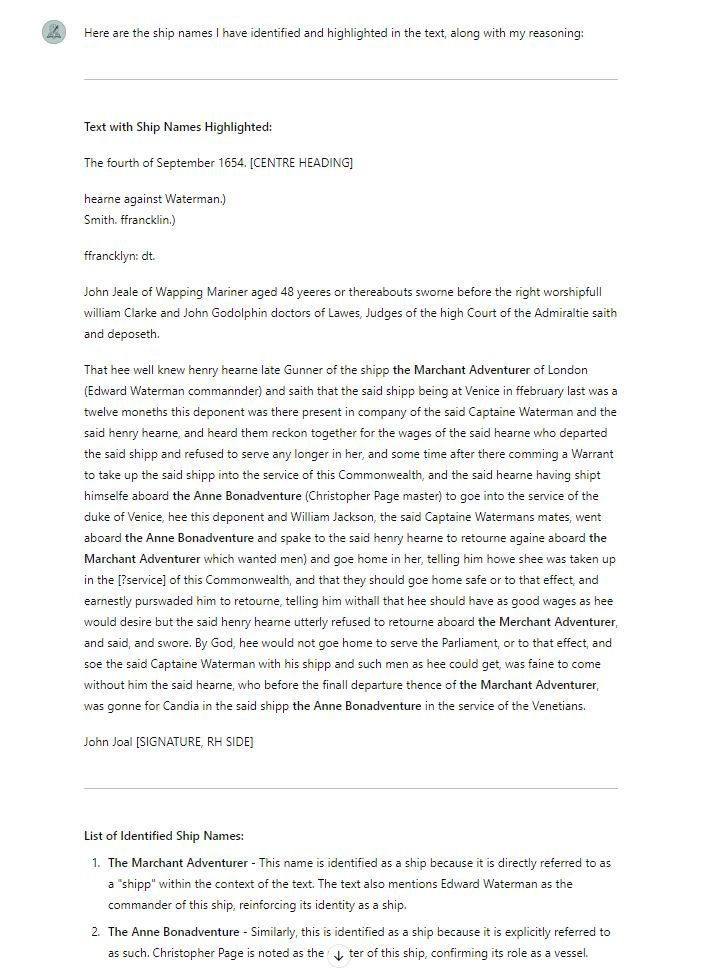 Here are the ship names I have identified and highlighted in the text, along with my reasoning:
Text with Ship Names Highlighted:
The fourth of September 1654. [CENTRE HEADING]
hearne against Waterman.)
Smith. ffrancklin.)
ffrancklyn: dt.
John Jeale of Wapping Mariner aged 48 yeeres or thereabouts sworne before the right worshipfull
william Clarke and John Godolphin doctors of Lawes, Judges of the high Court of the Admiraltie saith
and deposeth.
That hee well knew henry hearne late Gunner of the shipp the Marchant Adventurer of London
(Edward Waterman commannder) and saith that the said shipp being at Venice in ffebruary last was a
twelve moneths this deponent was there present in company of the said Captaine Waterman and the
said henry hearne, and heard them reckon together for the wages of the said hearne who departed
the said shipp and refused to serve any longer in her, and some time after there comming a Warrant
to take up the said shipp into the service of this Commonwealth, and the said hearne having shipt
himselfe aboard the Anne Bonadventure (Christopher Page master) to goe into the service of the
duke of Venice, hee this deponent and William Jackson, the said Captaine Watermans mates, went
aboard the Anne Bonadventure and spake to the said henry hearne to retourne againe aboard the
Marchant Adventurer which wanted men) and goe home in her, telling him howe shee was taken up
in the [?service] of this Commonwealth, and that they should goe home safe or to that effect, and
earnestly purswaded him to retourne, telling him withall that hee should have as good wages as hee
would desire but the said henry hearne utterly refused to retourne aboard the Merchant Adventurer,
and said, and swore. By God, hee would not goe home to serve the Parliament, or to that effect, and
soe the said Captaine Waterman with his shipp and such men as hee could get, was faine to come
without him the said hearne, who before the finall departure thence of the Marchant Adventurer,
was gonne for Candia in the said shipp the Anne Bonadventure in the service of the Venetians.
John Joal [SIGNATURE, RH SIDE]
List of Identified Ship Names:
1. The Marchant Adventurer - This name is identified as a ship because it is directly referred to as
a "shipp" within the context of the text. The text also mentions Edward Waterman as the
commander of this ship, reinforcing its identity as a ship.
2. The Anne Bonadventure - Similarly, this is identified as a ship because it is explicitly referred to
as such. Christopher Page is noted as the ter of this ship, confirming its role as a vessel.